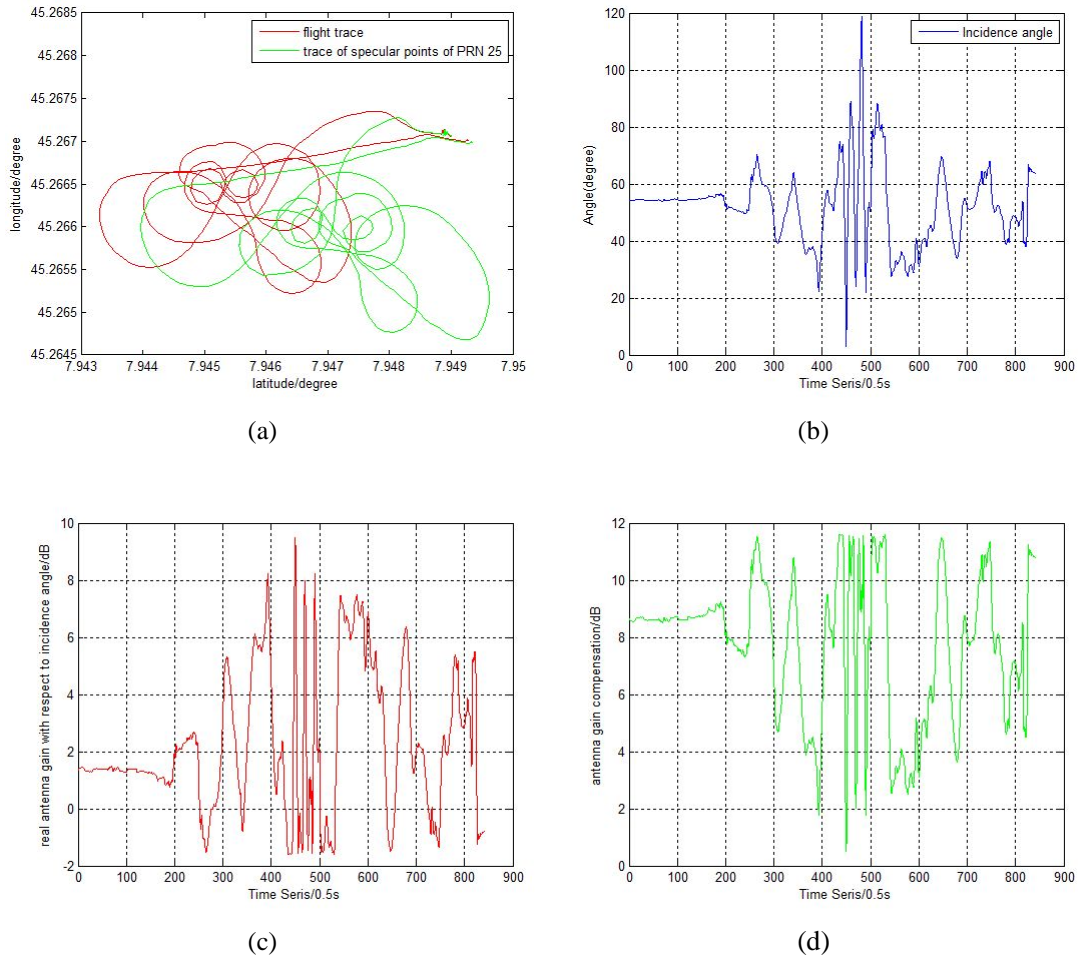 45.2685
45.268
45.2675
45.267
45.2665
45.266
45.2655
45.265
45.2645
longitude/degree
flight trace
trace of specular points of PRN 25
7.943 7.944 7.945 7.946 7.947 7.948 7.949 7.95
latitude/degree
(a)
120
100
80
60
40
20
0
Angle(degree)
Incidence angle
0 100 200 300 400 500 600 700 800 900
Time Seris/0.5s
(b)
10
8
6
4
2
0
-2
real antenna gain with respect to incidence angle/dB
0 100 200 300 400 500 600 700 800 900
Time Seris/0.5s
(c)
12
10
8
6
4
2
0
antenna gain compensation/dB
0 100 200 300 400 500 600 700 800 900
Time Seris/0.5s
(d)